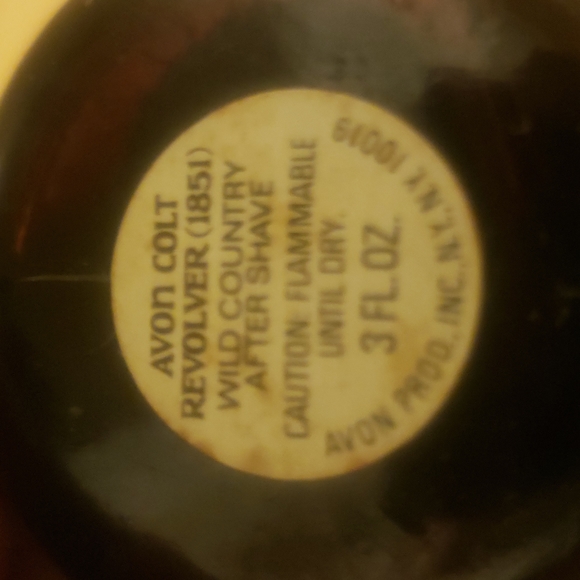 AVON COLT
REVOLVER (1851)
WILD COUNTRY
AFTER SHAVE
CAUTION: FLAMMABLE
UNTIL DRY.
3 FL. OZ.
AVON PROD., INC. N.Y., N.Y. 10019